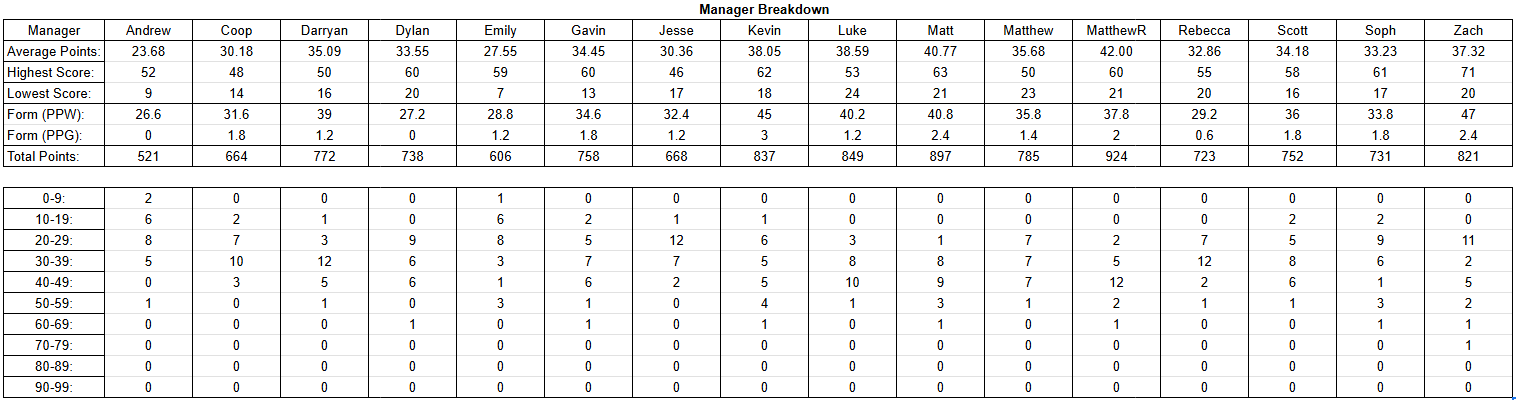 Manager Breakdown
Manager Andrew Coop Darryan Dylan Emily Gavin Jesse Kevin Luke Matt Matthew MatthewR Rebecca Scott Soph Zach
Average Points: 23.68 30.18 35.09 33.55 27.55 34.45 30.36 38.05 38.59 40.77 35.68 42.00 32.86 34.18 33.23 37.32
Highest Score: 52 48 50 60 59 60 46 62 53 63 50 60 55 58 61 71
Lowest Score: 9 14 16 20 7 13 17 18 24 21 23 21 20 16 17 20
Form (PPW): 26.6 31.6 39 27.2 28.8 34.6 32.4 45 40.2 40.8 35.8 37.8 29.2 36 33.8 47
Form (PPG): 0 1.8 1.2 0 1.2 1.8 1.2 3 1.2 2.4 1.4 2 0.6 1.8 1.8 2.4
Total Points: 521 664 772 738 606 758 668 837 849 897 785 924 723 752 731 821
0-9: 2 0 0 0 1 0 0 0 0 0 0 0 0 0 0 0
10-19: 6 2 1 0 6 2 1 1 0 0 0 0 0 2 2 0
20-29: 8 7 3 9 8 5 12 6 3 1 7 2 7 5 9 11
30-39: 5 10 12 6 3 7 7 5 8 8 7 5 12 8 6 2
40-49: 0 3 5 6 1 6 2 5 10 9 7 12 2 6 1 5
50-59: 1 0 1 0 3 1 0 4 1 3 1 2 1 1 3 2
60-69: 0 0 0 1 0 1 0 1 0 1 0 1 0 0 1 1
70-79: 0 0 0 0 0 0 0 0 0 0 0 0 0 0 0 1
80-89: 0 0 0 0 0 0 0 0 0 0 0 0 0 0 0 0
90-99: 0 0 0 0 0 0 0 0 0 0 0 0 0 0 0 0